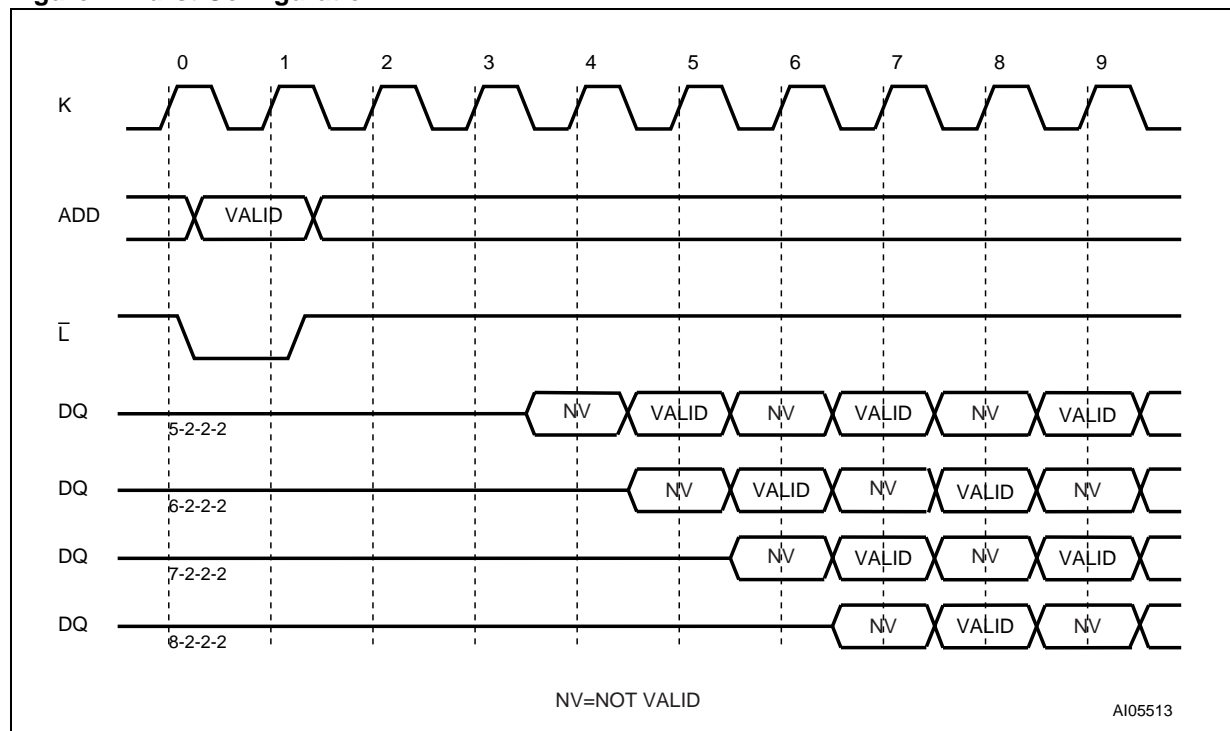 0 1 2 3 4 5 6 7 8 9
K
ADD VALID
L̅
DQ NV VALID NV VALID NV VALID
5-2-2-2
DQ NV VALID NV VALID NV
6-2-2-2
DQ NV VALID NV VALID
7-2-2-2
DQ NV VALID NV
8-2-2-2
NV=NOT VALID
AI05513